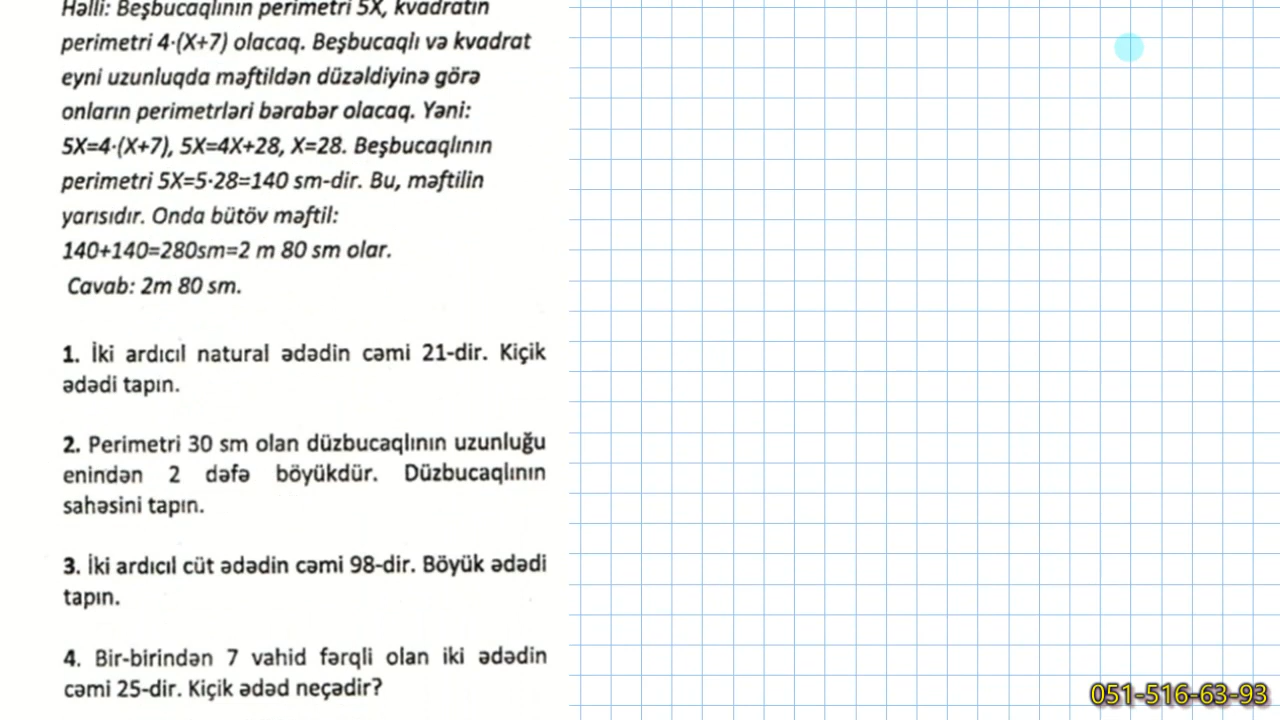 Həlli: Beşbucaqlının perimetri 5X, kvadratın
perimetri 4·(X+7) olacaq. Beşbucaqlı və kvadrat
eyni uzunluqda məftildən düzəldiyinə görə
onların perimetrləri bərabər olacaq. Yəni:
5X=4·(X+7), 5X=4X+28, X=28. Beşbucaqlının
perimetri 5X=5·28=140 sm-dir. Bu, məftilin
yarısıdır. Onda bütöv məftil:
140+140=280sm=2 m 80 sm olar.
Cavab: 2m 80 sm.
1. İki ardıcıl natural ədədin cəmi 21-dir. Kiçik
ədədi tapın.
2. Perimetri 30 sm olan düzbucaqlının uzunluğu
enindən 2 dəfə böyükdür. Düzbucaqlının
sahəsini tapın.
3. İki ardıcıl cüt ədədin cəmi 98-dir. Böyük ədədi
tapın.
4. Bir-birindən 7 vahid fərqli olan iki ədədin
cəmi 25-dir. Kiçik ədəd neçədir?
051-516-63-93